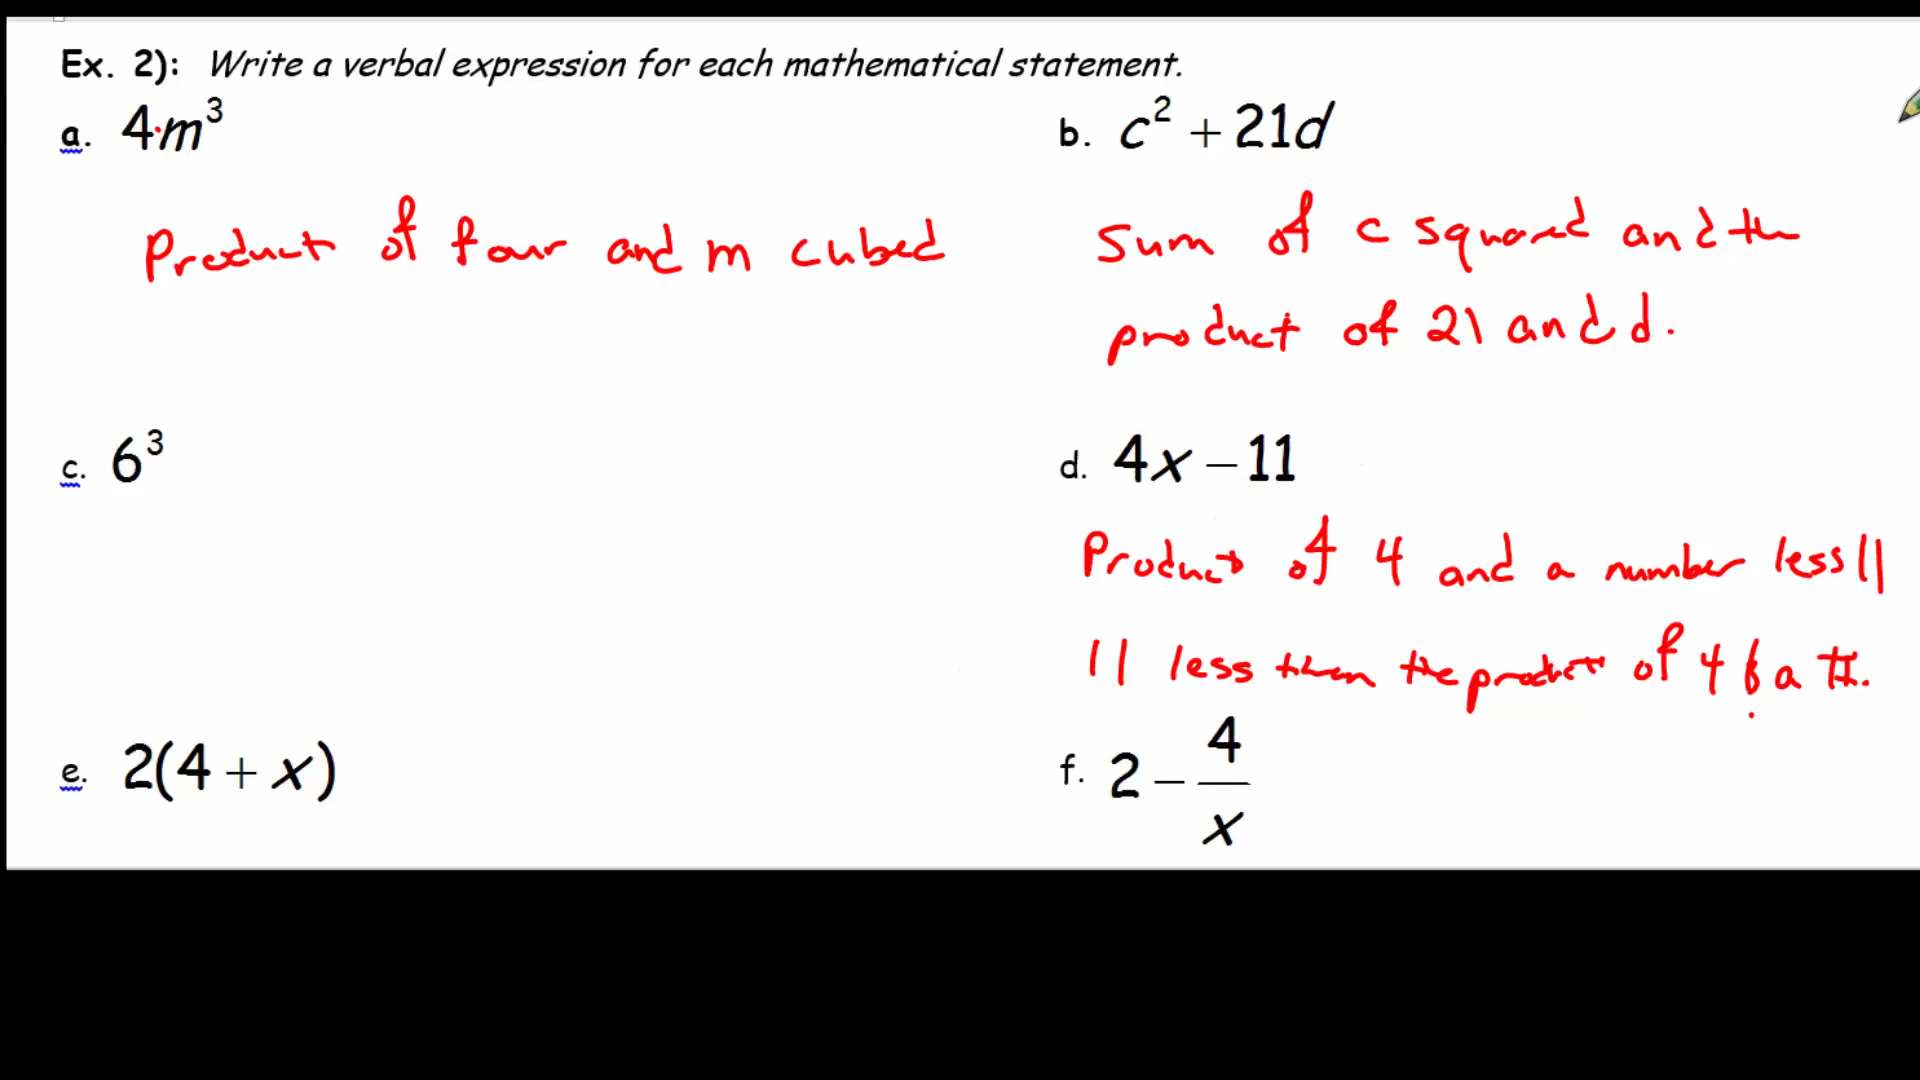 Ex. 2): Write a verbal expression for each mathematical statement.
a. 4·m³
Product of four and m cubed
b. c² + 21d
Sum of c squared and the
product of 21 and d.
c. 6³
d. 4x – 11
Product of 4 and a number less 11
11 less than the product of 4 & a #.
e. 2(4 + x)
f. 2 – 4/x